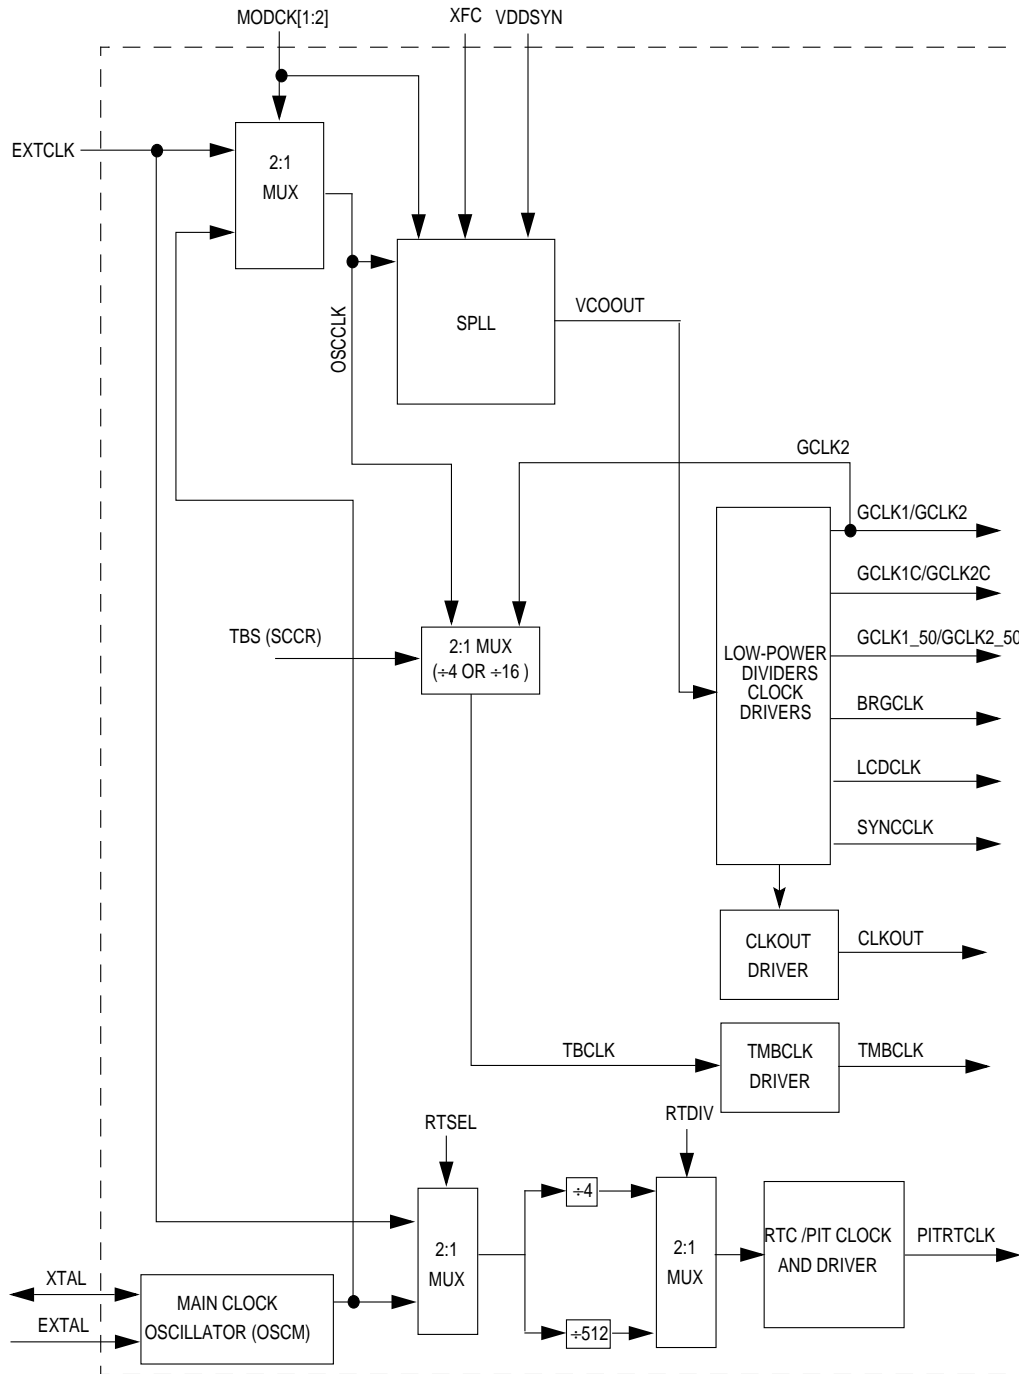 MODCK[1:2]
XFC
VDDSYN
EXTCLK
2:1
MUX
OSCCLK
SPLL
VCOOUT
GCLK2
GCLK1/GCLK2
GCLK1C/GCLK2C
GCLK1_50/GCLK2_50
BRGCLK
LCDCLK
SYNCCLK
TBS (SCCR)
2:1 MUX
(÷4 OR ÷16 )
LOW-POWER
DIVIDERS
CLOCK
DRIVERS
CLKOUT
DRIVER
CLKOUT
TBCLK
TMBCLK
DRIVER
TMBCLK
RTSEL
RTDIV
2:1
MUX
÷4
÷512
2:1
MUX
RTC /PIT CLOCK
AND DRIVER
PITRTCLK
XTAL
EXTAL
MAIN CLOCK
OSCILLATOR (OSCM)